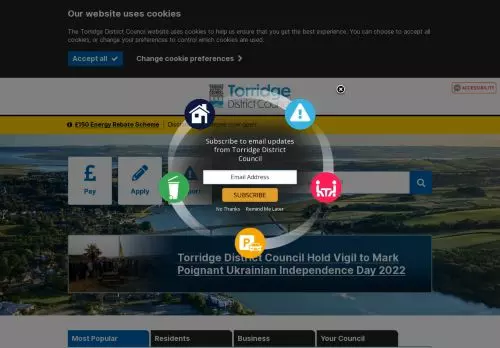 Our website uses cookies
The Torridge District Council website uses cookies to help us ensure that you get the best experience. You can choose to accept all
cookies, or change your preferences to control which cookies are used.
Accept all
Change cookie preferences
Torridge
District Council
ACCESSIBILITY
£150 Energy Rebate Scheme
Subscribe to email updates
from Torridge District
Council
Email Address
SUBSCRIBE
No Thanks Remind Me Later
Pay
Apply
Torridge District Council Hold Vigil to Mark
Poignant Ukrainian Independence Day 2022
Most Popular
Residents
Business
Your Council